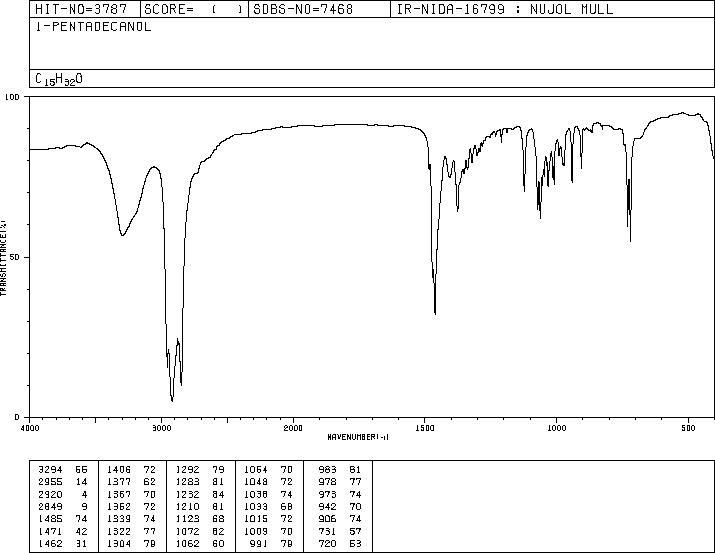 HIT-NO=3787 SCORE= ( ) SDBS-NO=7468 IR-NIDA-16799 : NUJOL MULL
1-PENTADECANOL
C15H32O
100
50
0
TRANSMITTANCE(%)
4000 3000 2000 1500 1000 500
WAVENUMBER(-1)
3294 55 1406 72 1292 79 1064 70 983 81
2955 14 1377 62 1283 81 1048 72 978 77
2920 4 1367 70 1232 84 1038 74 973 74
2849 9 1362 72 1210 81 1033 68 942 70
1485 74 1339 74 1123 68 1015 72 906 74
1471 42 1322 77 1072 62 1009 70 731 57
1462 31 1304 79 1062 60 991 79 720 53